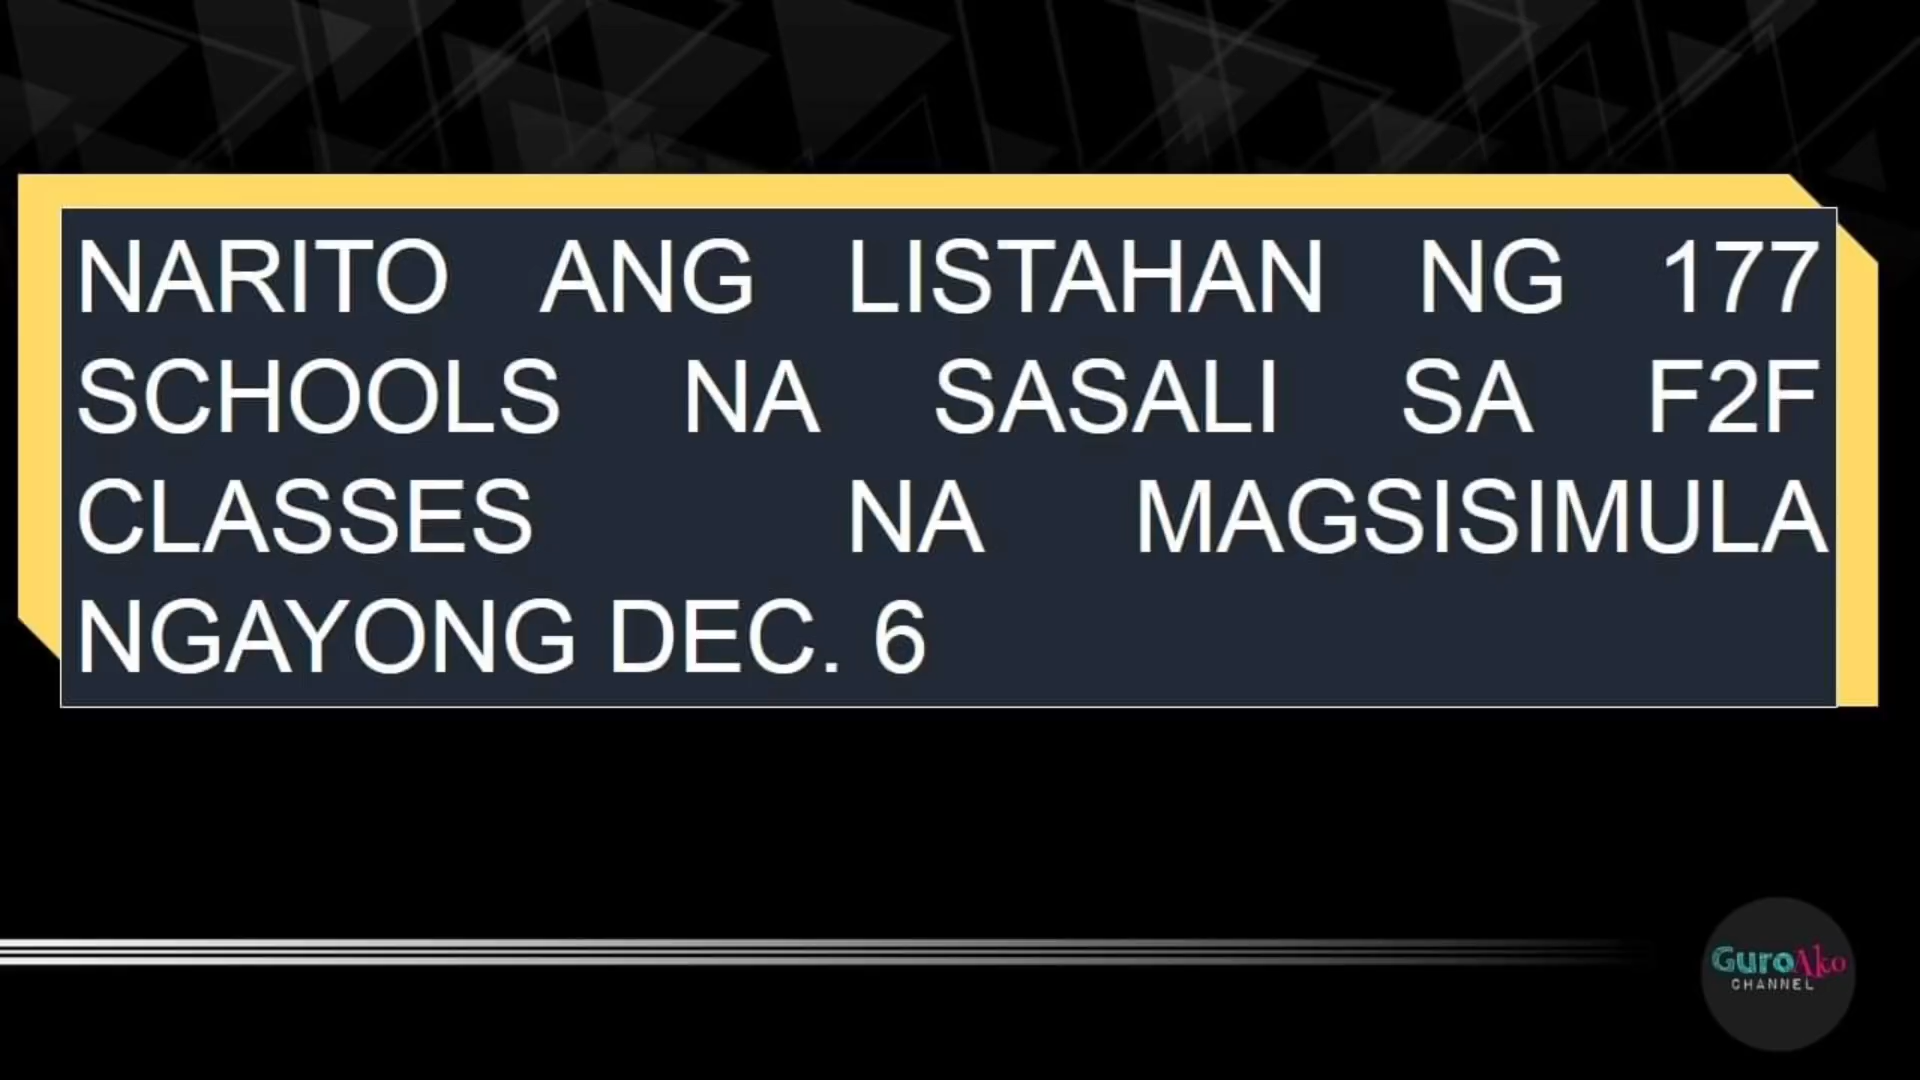 NARITO ANG LISTAHAN NG 177
SCHOOLS NA SASALI SA F2F
CLASSES NA MAGSISIMULA
NGAYONG DEC. 6
GuroAko
CHANNEL